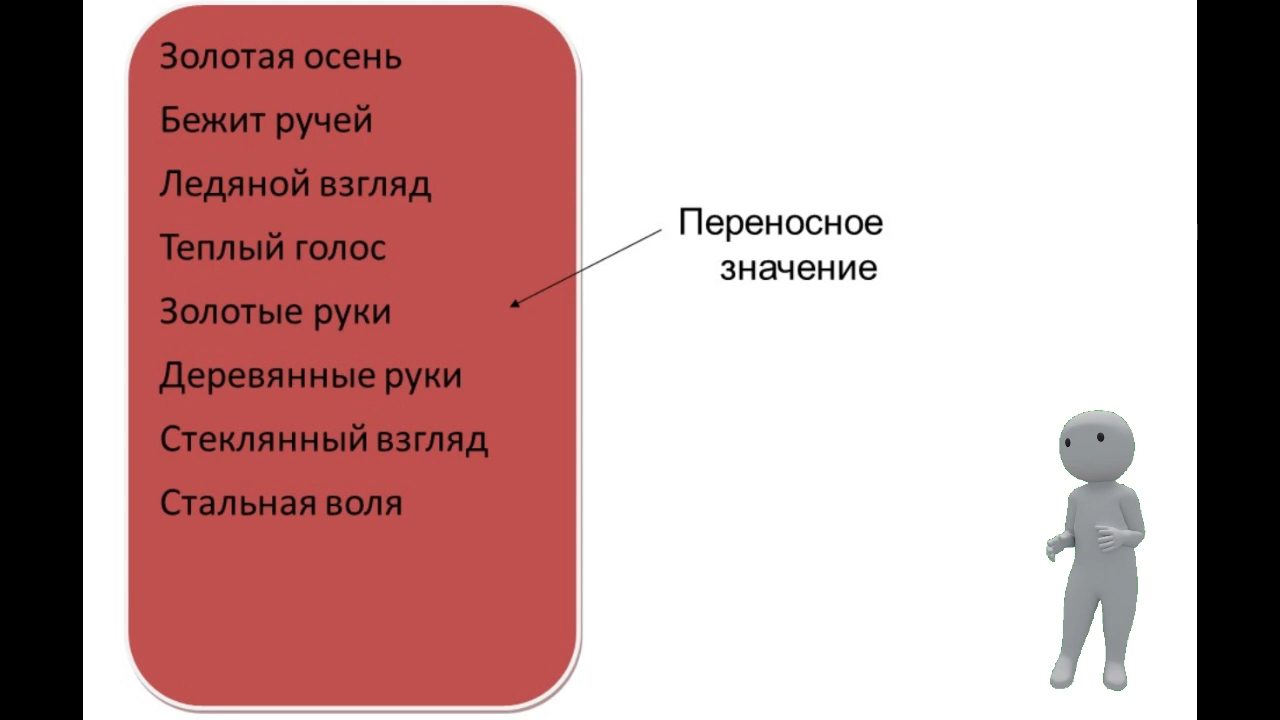 Золотая осень
Бежит ручей
Ледяной взгляд
Теплый голос
Золотые руки
Деревянные руки
Стеклянный взгляд
Стальная воля
Переносное
значение